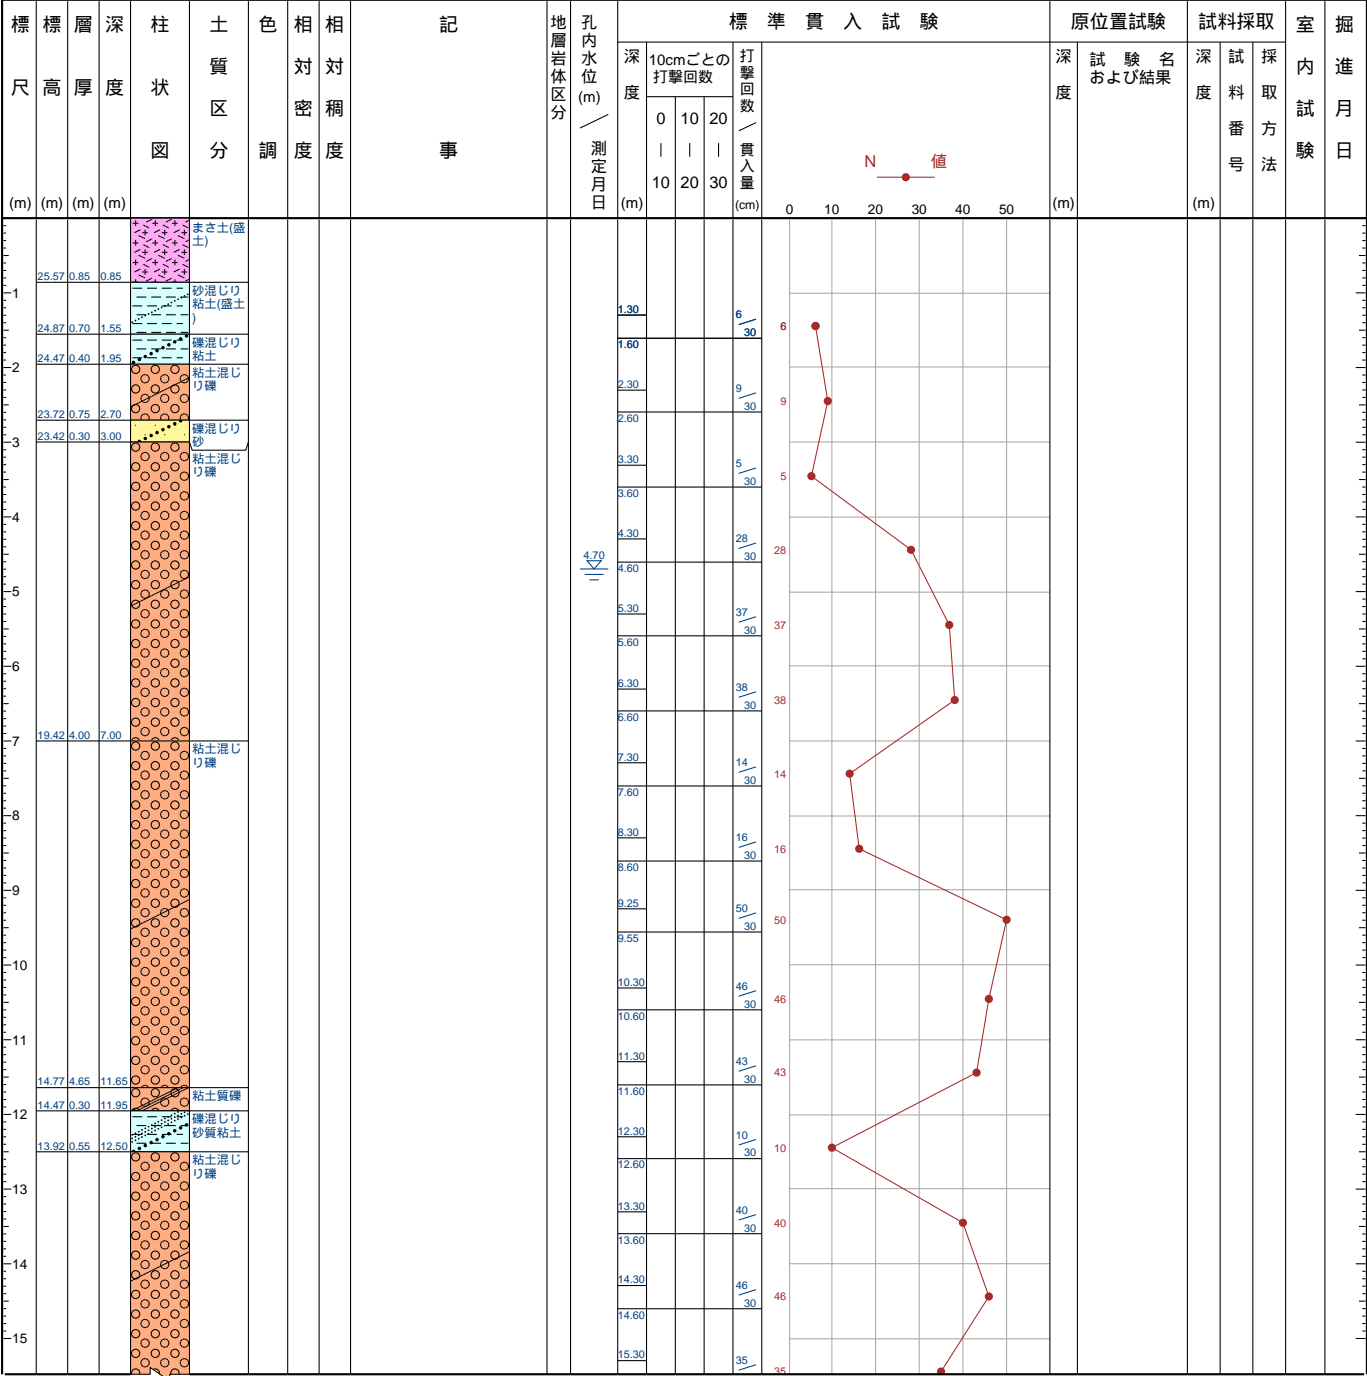 標尺(m)
標高(m)
層厚(m)
深度(m)
柱状図
土質区分
色調
相対密度
相対稠度
記事
地層岩体区分
孔内水位(m)／測定月日
標準貫入試験
深度(m)
10cmごとの
打撃回数
0｜10
10｜20
20｜30
打撃回数／貫入量(cm)
N 値
0 10 20 30 40 50
原位置試験
深度(m)
試験名
および結果
試料採取
深度(m)
試料番号
採取方法
室内試験
掘進月日
まさ土(盛
土)
25.57 0.85 0.85
1
砂混じり
粘土(盛土
)
1.30 6/30 6
24.87 0.70 1.55
1.60
礫混じり
粘土
24.47 0.40 1.95
2
粘土混じ
り礫
2.30 9/30 9
23.72 0.75 2.70
2.60
礫混じり
砂
23.42 0.30 3.00
3
粘土混じ
り礫
3.30 5/30 5
3.60
4
4.30 28/30 28
4.70
4.60
5
5.30 37/30 37
5.60
6
6.30 38/30 38
6.60
19.42 4.00 7.00
7
粘土混じ
り礫
7.30 14/30 14
7.60
8
8.30 16/30 16
8.60
9
9.25 50/30 50
9.55
10
10.30 46/30 46
10.60
11
11.30 43/30 43
14.77 4.65 11.65
11.60
粘土質礫
14.47 0.30 11.95
12
礫混じり
砂質粘土
12.30 10/30 10
13.92 0.55 12.50
12.60
粘土混じ
り礫
13
13.30 40/30 40
13.60
14
14.30 46/30 46
14.60
15
15.30 35/ 35